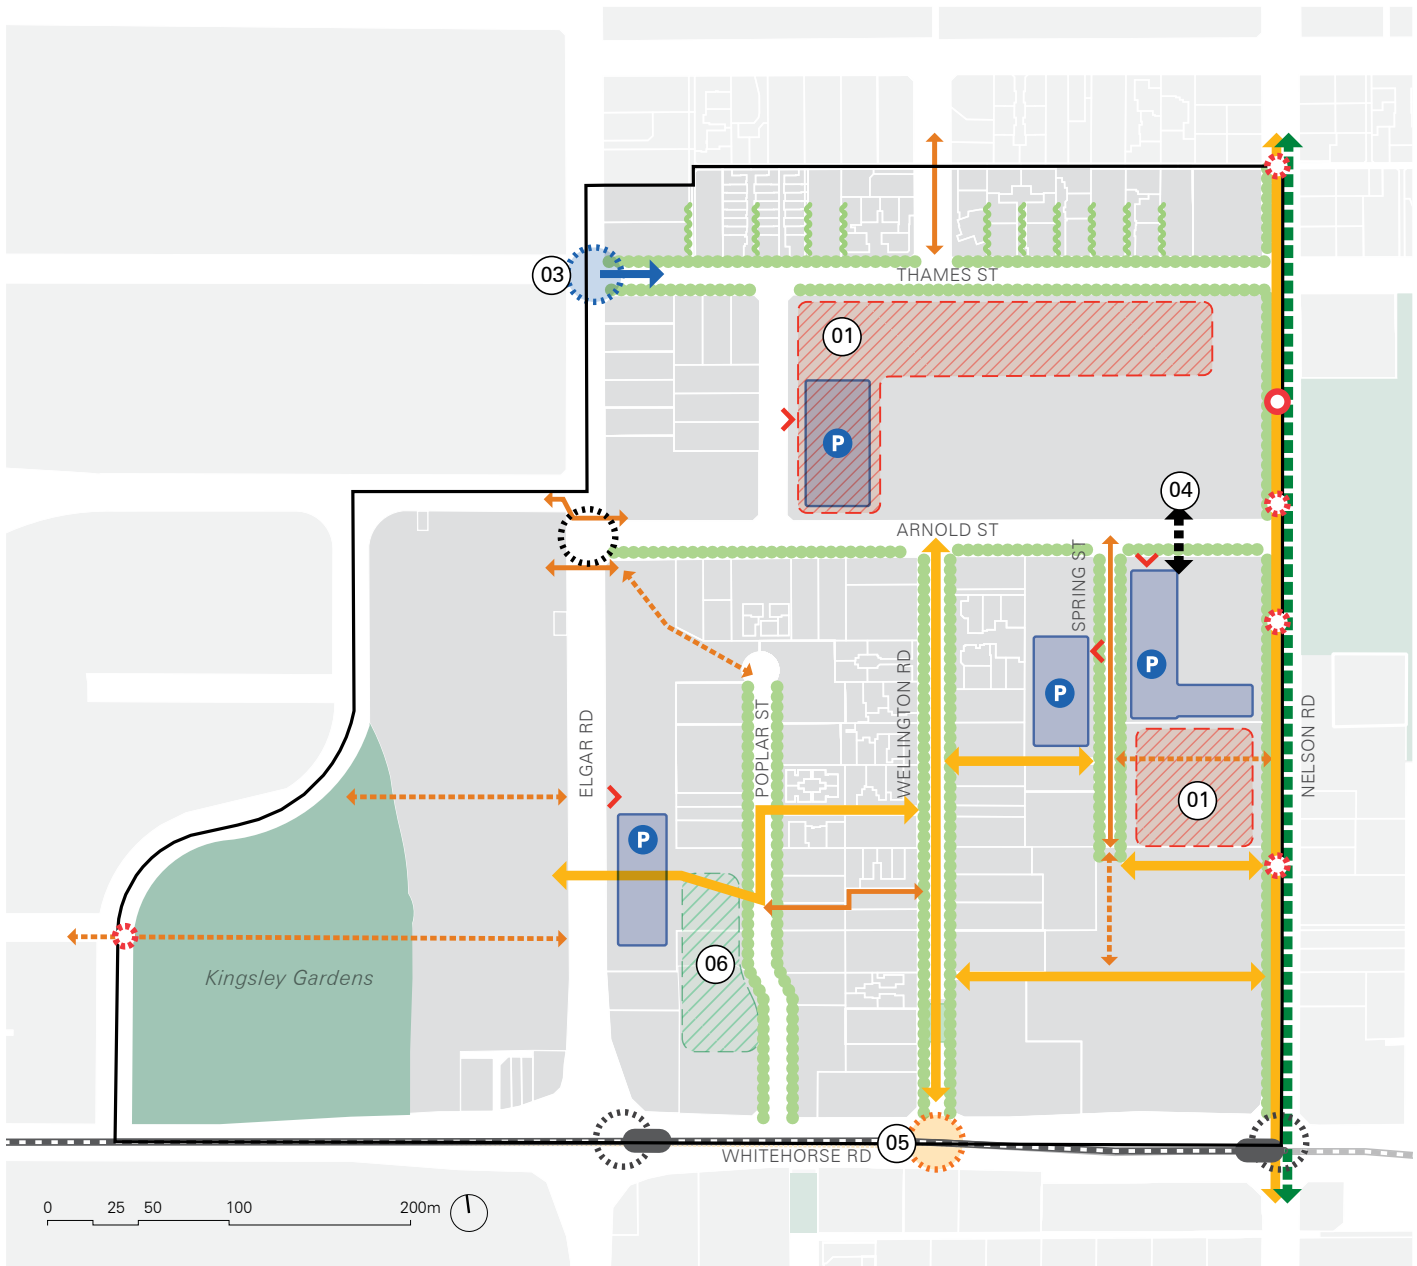 03
THAMES ST
01
P
04
ARNOLD ST
SPRING ST
P
P
ELGAR RD
POPLAR ST
WELLINGTON RD
NELSON RD
01
P
06
Kingsley Gardens
05
WHITEHORSE RD
0 25 50 100 200m